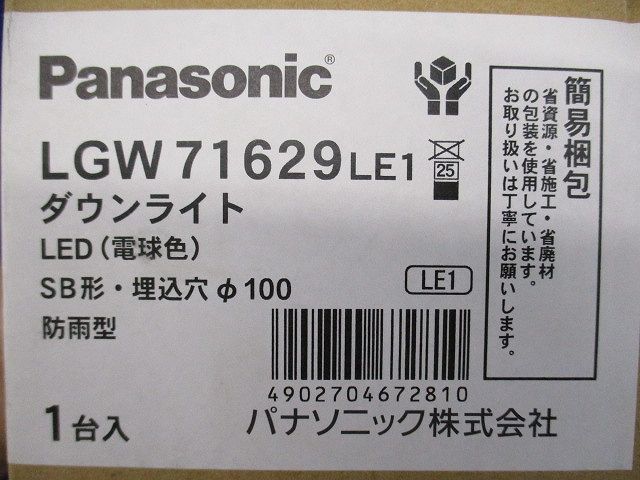 Panasonic®
LGW 71629 LE1
25
ダウンライト
LED(電球色)
SB形・埋込穴φ100
LE1
防雨型
4902704672810
1台入
パナソニック株式会社
簡易梱包
省資源・省施工・省廃材
の包装を使用しています。
お取り扱いは丁寧にお願いします。